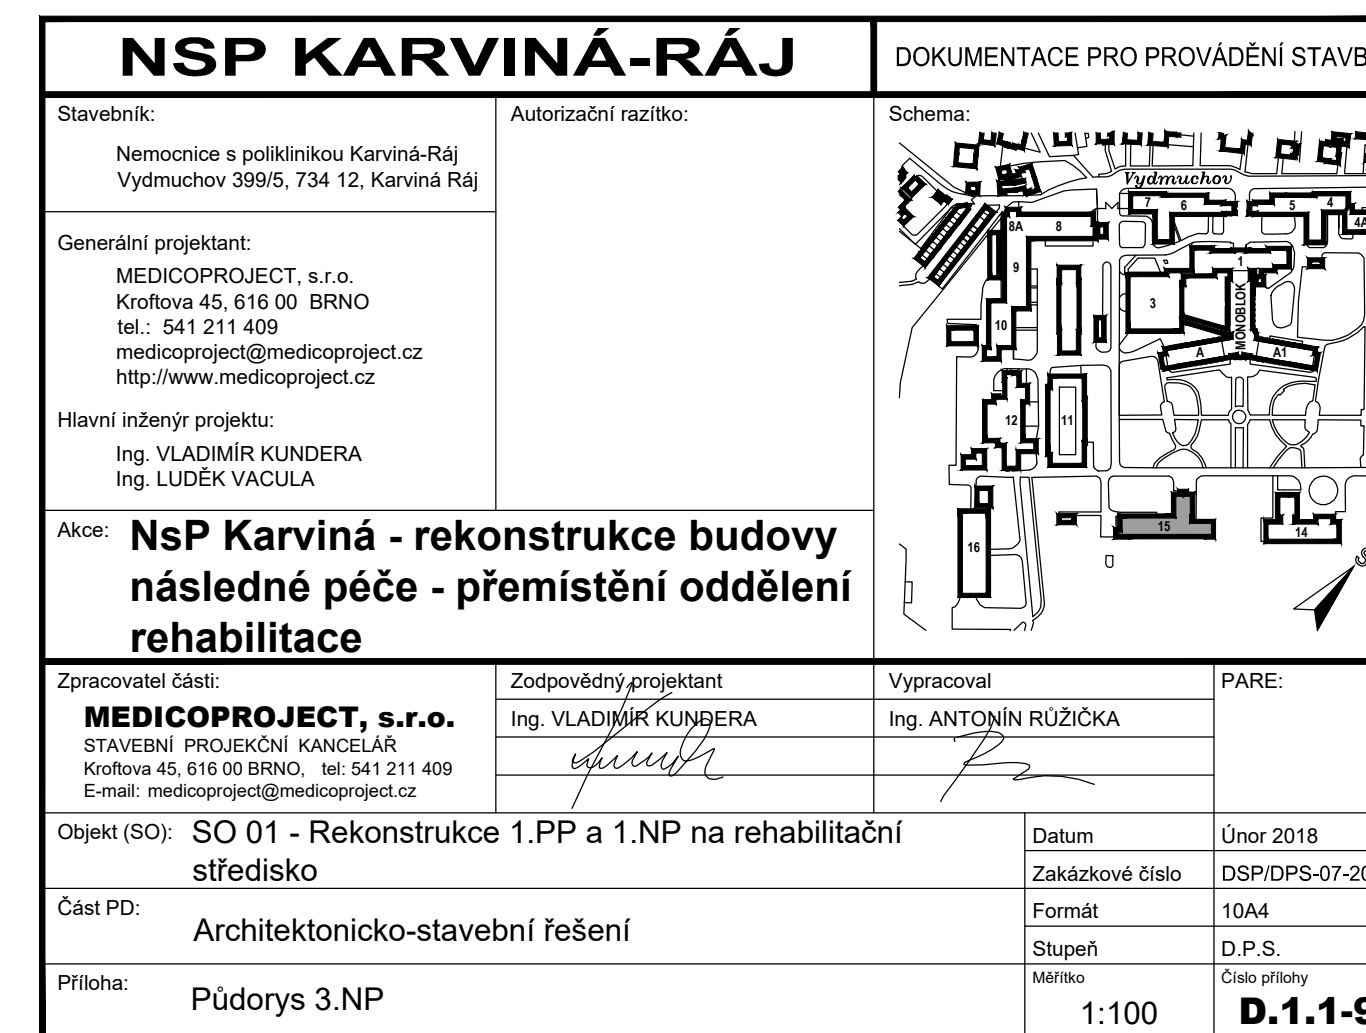 NSP KARVINÁ-RÁJ
DOKUMENTACE PRO PROVÁDĚNÍ STAVB
Stavebník:
Nemocnice s poliklinikou Karviná-Ráj
Vydmuchov 399/5, 734 12, Karviná Ráj
Generální projektant:
MEDICOPROJECT, s.r.o.
Kroftova 45, 616 00 BRNO
tel.: 541 211 409
medicoproject@medicoproject.cz
http://www.medicoproject.cz
Hlavní inženýr projektu:
Ing. VLADIMÍR KUNDERA
Ing. LUDĚK VACULA
Autorizační razítko:
Schema:
Vydmuchov
7
6
5
4
4A
8A
8
9
1
3
10
MONOBLOK
A
A1
12
11
15
14
16
S
Akce: NsP Karviná - rekonstrukce budovy
následné péče - přemístění oddělení
rehabilitace
Zpracovatel části:
MEDICOPROJECT, s.r.o.
STAVEBNÍ PROJEKČNÍ KANCELÁŘ
Kroftova 45, 616 00 BRNO, tel: 541 211 409
E-mail: medicoproject@medicoproject.cz
Zodpovědný projektant
Ing. VLADIMÍR KUNDERA
Vypracoval
Ing. ANTONÍN RŮŽIČKA
PARE:
Objekt (SO): SO 01 - Rekonstrukce 1.PP a 1.NP na rehabilitační
středisko
Datum Únor 2018
Zakázkové číslo DSP/DPS-07-20
Část PD:
Architektonicko-stavební řešení
Formát 10A4
Stupeň D.P.S.
Příloha:
Půdorys 3.NP
Měřítko
1:100
Číslo přílohy
D.1.1-9